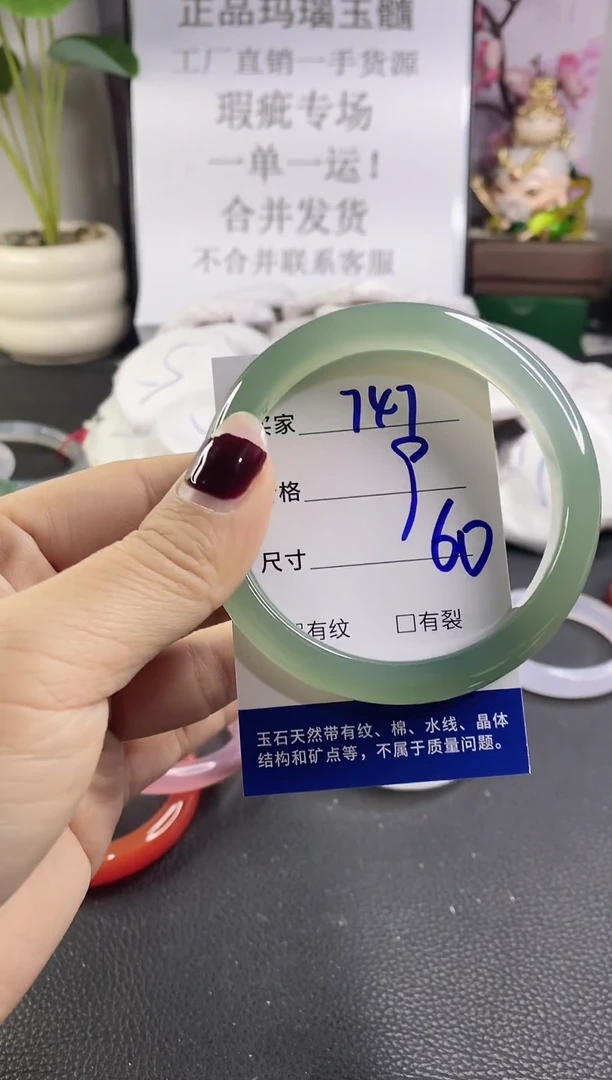 正品玛瑙玉髓
工厂直销一手货源
瑕疵专场
一单一运！
合并发货
不合并联系客服
买家 747
格 9
尺寸 60
有纹 □有裂
玉石天然带有纹、棉、水线、晶体
结构和矿点等，不属于质量问题。